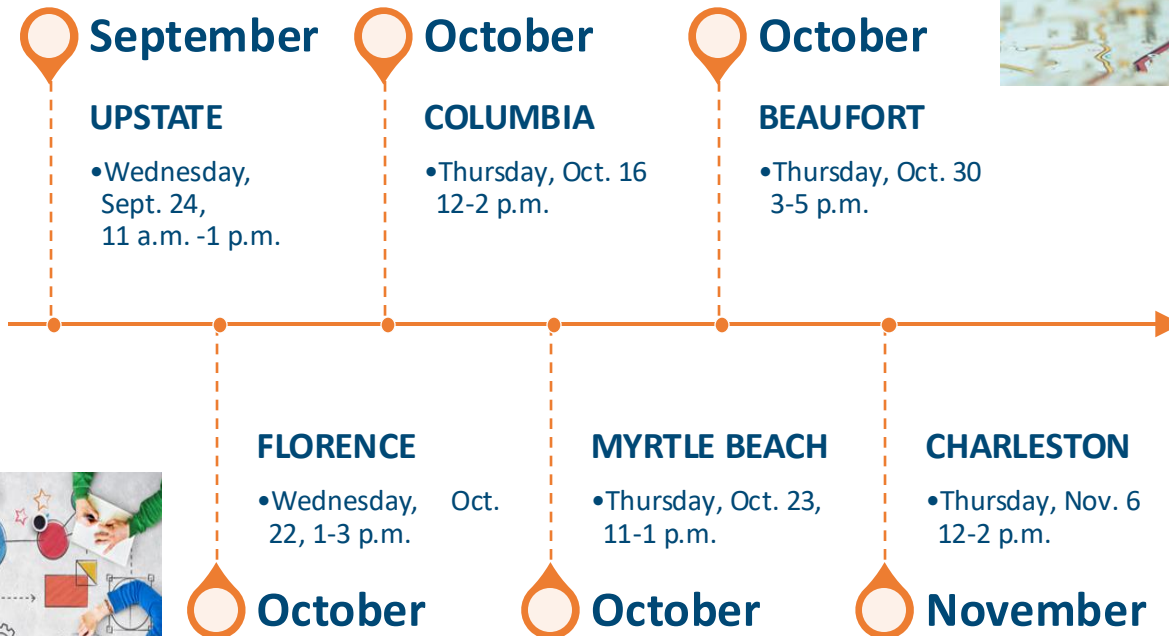 September
UPSTATE
•Wednesday,
Sept. 24,
11 a.m. -1 p.m.
October
COLUMBIA
•Thursday, Oct. 16
12-2 p.m.
October
BEAUFORT
•Thursday, Oct. 30
3-5 p.m.
FLORENCE
•Wednesday, Oct.
22, 1-3 p.m.
October
MYRTLE BEACH
•Thursday, Oct. 23,
11-1 p.m.
October
CHARLESTON
•Thursday, Nov. 6
12-2 p.m.
November